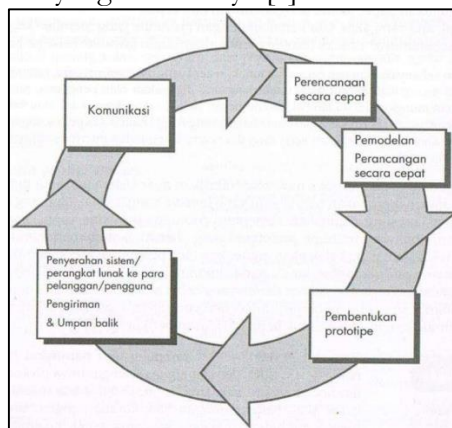 Komunikasi
Perencanaan
secara cepat
Pemodelan
Perancangan
secara cepat
Pembentukan
prototipe
Penyerahan sistem/
perangkat lunak ke para
pelanggan/pengguna
Pengiriman
& Umpan balik